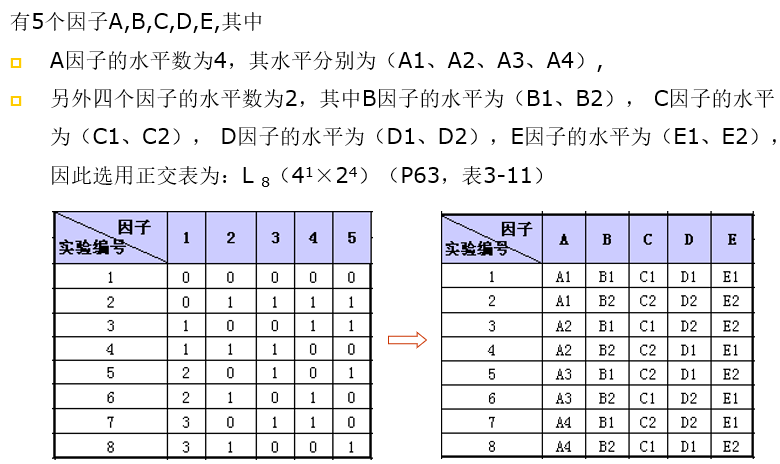 有5个因子A,B,C,D,E,其中
A因子的水平数为4，其水平分别为（A1、A2、A3、A4）,
另外四个因子的水平数为2，其中B因子的水平为（B1、B2）， C因子的水平
为（C1、C2）， D因子的水平为（D1、D2），E因子的水平为（E1、E2），
因此选用正交表为：L 8（4¹×2⁴）（P63，表3-11）
因子 实验编号 1 2 3 4 5
1 0 0 0 0 0
2 0 1 1 1 1
3 1 0 0 1 1
4 1 1 1 0 0
5 2 0 1 0 1
6 2 1 0 1 0
7 3 0 1 1 0
8 3 1 0 0 1
因子 实验编号 A B C D E
1 A1 B1 C1 D1 E1
2 A1 B2 C2 D2 E2
3 A2 B1 C1 D2 E2
4 A2 B2 C2 D1 E1
5 A3 B1 C2 D1 E2
6 A3 B2 C1 D2 E1
7 A4 B1 C2 D2 E1
8 A4 B2 C1 D1 E2